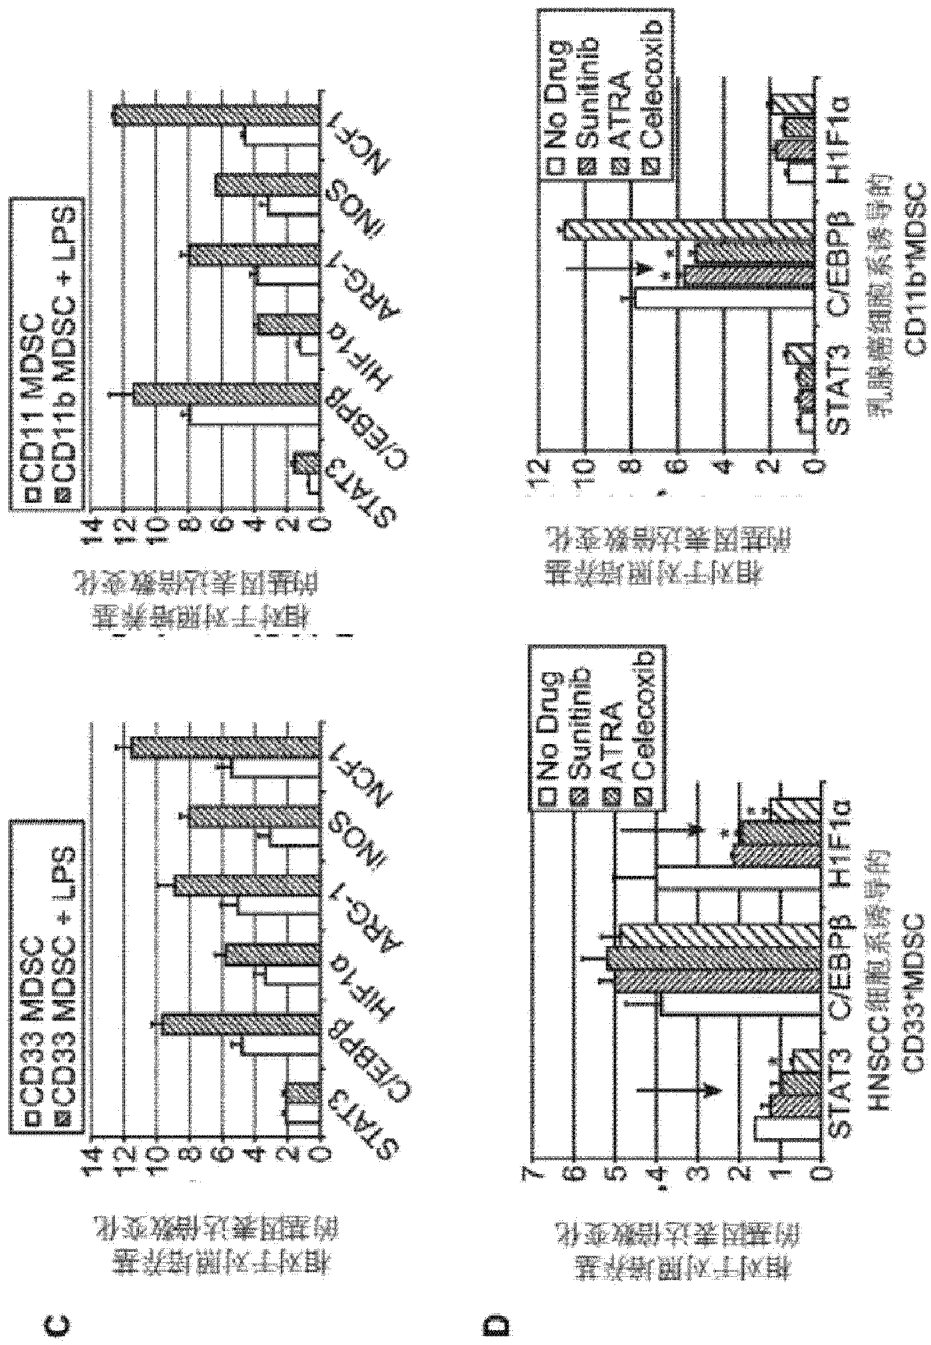 C
□CD33 MDSC
▨CD33 MDSC + LPS
相对于对照培养基
的基因表达倍数变化
14
12
10
8
6
4
2
0
STAT3
C/EBPβ
HIF1α
ARG-1
iNOS
NCF1
□CD11 MDSC
▨CD11b MDSC + LPS
相对于对照培养基
的基因表达倍数变化
14
12
10
8
6
4
2
0
STAT3
C/EBPβ
HIF1α
ARG-1
iNOS
NCF1
D
□ No Drug
▨ Sunitinib
▨ ATRA
▨ Celecoxib
相对于对照培养基
的基因表达倍数变化
7
6
5
4
3
2
1
0
STAT3 C/EBPβ H1F1α
HNSCC细胞系诱导的
CD33⁺MDSC
□ No Drug
▨ Sunitinib
▨ ATRA
▨ Celecoxib
相对于对照培养基
的基因表达倍数变化
12
10
8
6
4
2
0
STAT3 C/EBPβ H1F1α
乳腺癌细胞系诱导的
CD11b⁺MDSC